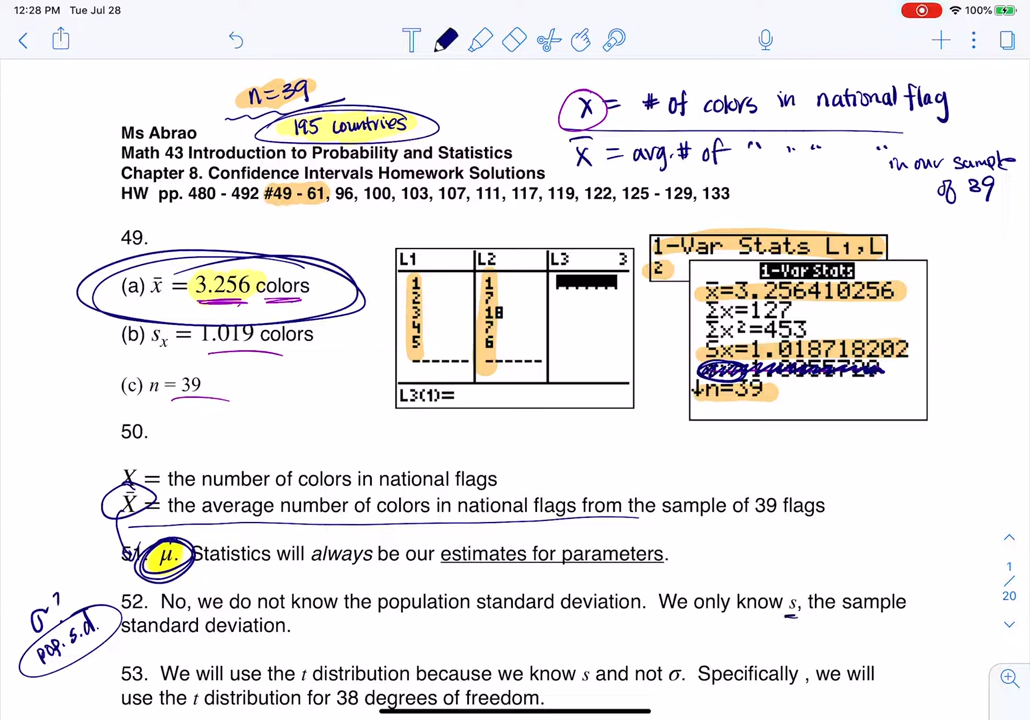 12:28 PM Tue Jul 28
100%
n=39
195 countries
X = # of colors in national flag
X̄ = avg. # of " " " " in our sample
of 39
Ms Abrao
Math 43 Introduction to Probability and Statistics
Chapter 8. Confidence Intervals Homework Solutions
HW pp. 480 - 492 #49 - 61, 96, 100, 103, 107, 111, 117, 119, 122, 125 - 129, 133
49.
(a) x̄ = 3.256 colors
(b) sₓ = 1.019 colors
(c) n = 39
L1 L2 L3 3
1 1
2 7
3 18
4 7
5 6
L3(1)=
1-Var Stats L1,L
2
1-Var Stats
x̄=3.256410256
Σx=127
Σx²=453
Sx=1.018718202
↓n=39
50.
X = the number of colors in national flags
X̄ = the average number of colors in national flags from the sample of 39 flags
51. μ. Statistics will always be our estimates for parameters.
σ?
pop. s.d.
52. No, we do not know the population standard deviation. We only know s, the sample
standard deviation.
53. We will use the t distribution because we know s and not σ. Specifically , we will
use the t distribution for 38 degrees of freedom.
1
/
20